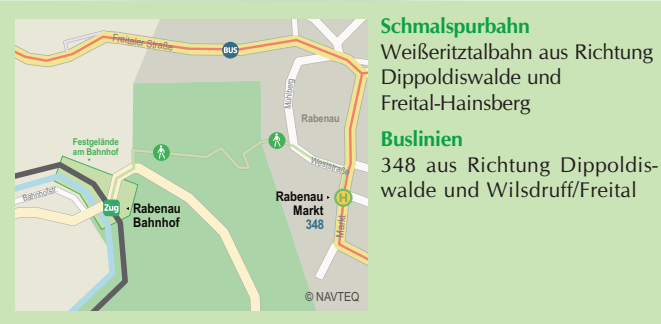 Freitaler Straße
BUS
Mühlberg
Rabenau
Festgelände
am Bahnhof
Weststraße
Bahnhofstr.
Zug
Rabenau
Bahnhof
Rabenau
Markt
348
H
Markt
© NAVTEQ
Schmalspurbahn
Weißeritztalbahn aus Richtung
Dippoldiswalde und
Freital-Hainsberg
Buslinien
348 aus Richtung Dippoldis-
walde und Wilsdruff/Freital